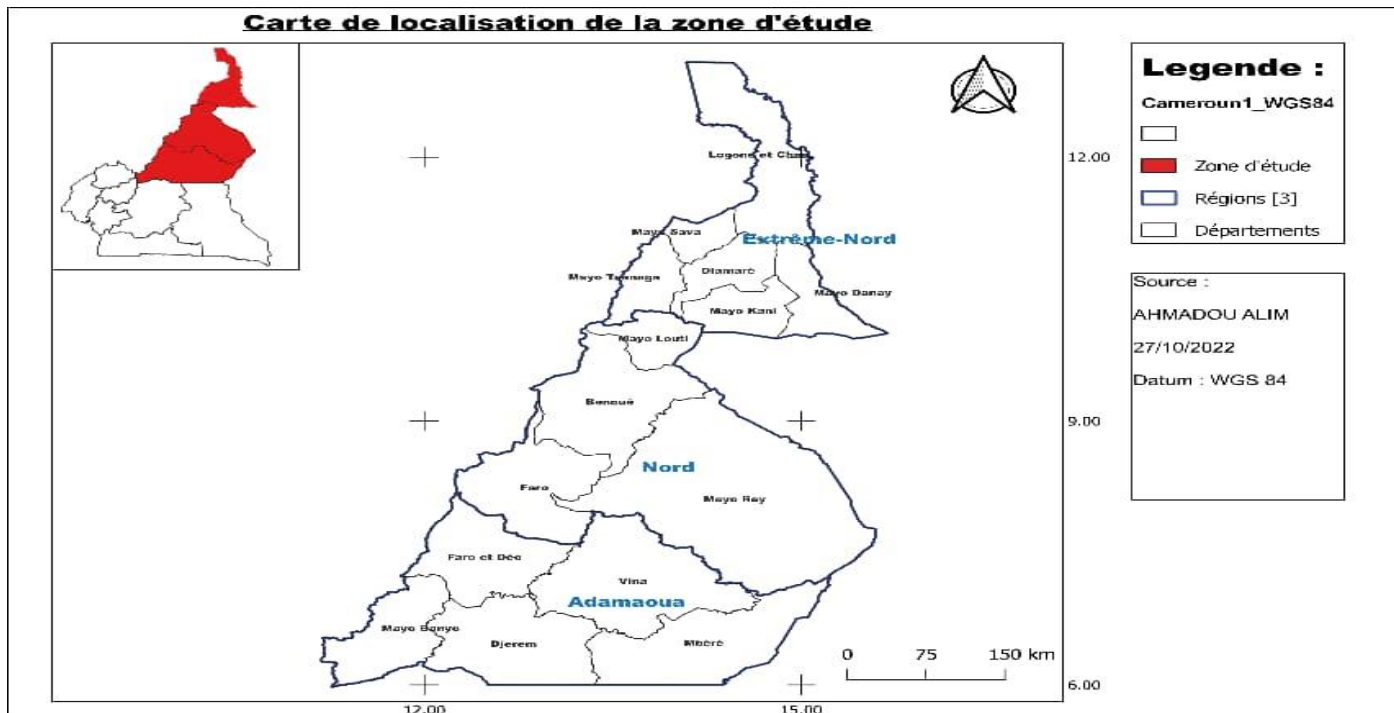 Carte de localisation de la zone d'étude
Legende :
Cameroun1_WGS84
Zone d'étude
Régions [3]
Départements
Source :
AHMADOU ALIM
27/10/2022
Datum : WGS 84
12.00
Logone et
Mayo Sava
Extrême-Nord
Diamaré
Mayo
Mayo Danay
Mayo Kani
Mayo Louti
9.00
Benoué
Nord
Faro
Mayo Rey
Faro et Déo
Vina
Adamaoua
Mayo Banyo
Djerem
Mbéré
0 75 150 km
6.00
12.00 15.00